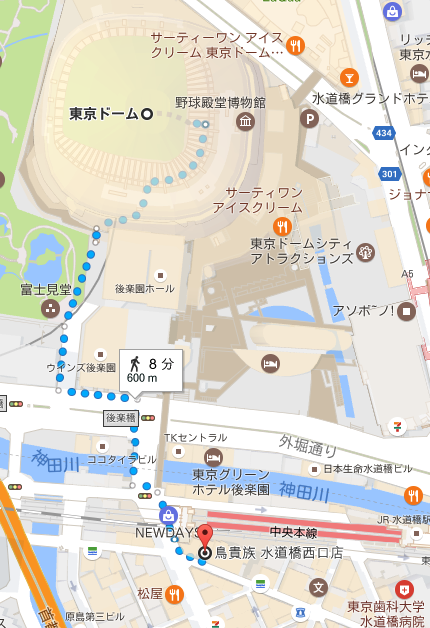 サーティーワン アイス
クリーム 東京ドーム…
リッ
東京ド
野球殿堂博物館
水道橋グランドホテ
東京ドーム
P
434
イング
301
サーティワン
アイスクリーム
ジョナ
東京ドームシティ
アトラクションズ
A5
富士見堂
後楽園ホール
アソボ〜ノ!
ウインズ後楽園
8 分
600 m
後楽橋
外堀通り
TKセントラル
神田川
ココタイラビル
日本生命水道橋ビル
東京グリーン
ホテル後楽園
神田川
NEWDAYS
中央本線
JR 水道橋駅
鳥貴族 水道橋西口店
松屋
原島第三ビル
東京歯科大学
水道橋病院
首都